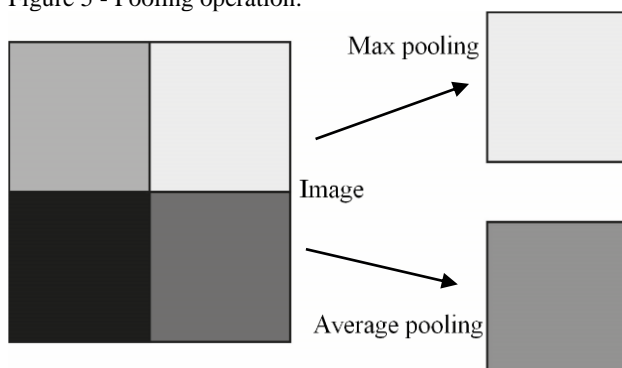 Figure 3 - Pooling operation.
Max pooling
Image
Average pooling